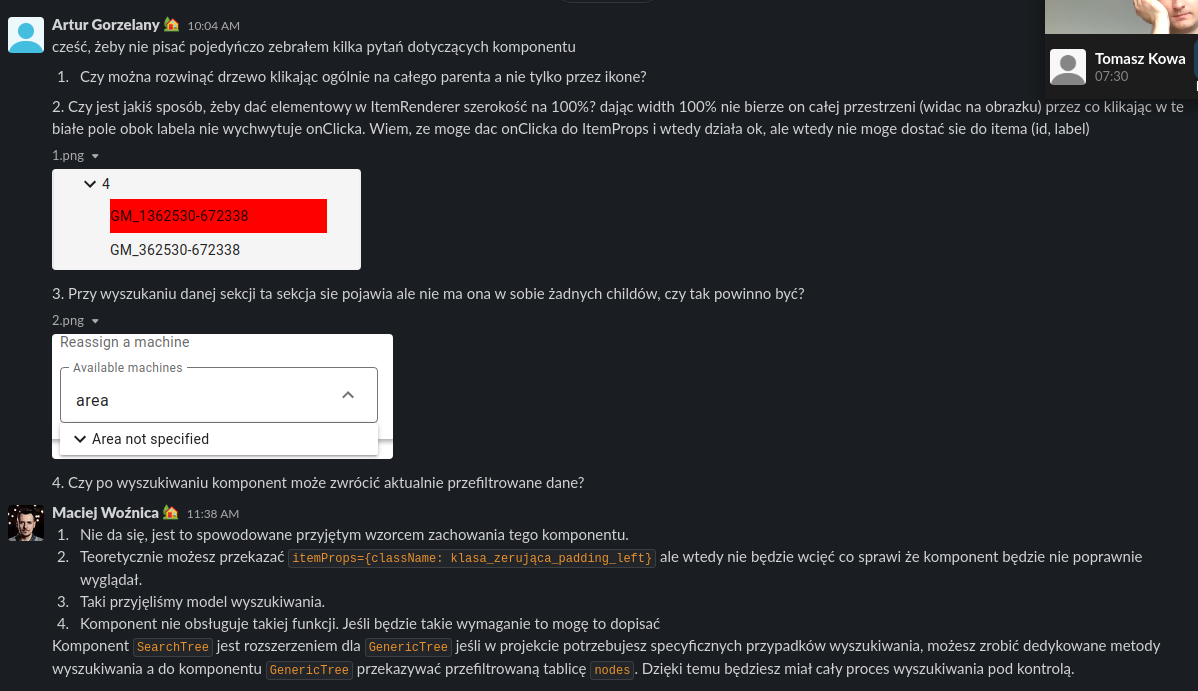 Artur Gorzelany 10:04 AM
cześć, żeby nie pisać pojedyńczo zebrałem kilka pytań dotyczących komponentu
1. Czy można rozwinąć drzewo klikając ogólnie na całego parenta a nie tylko przez ikone?
2. Czy jest jakiś sposób, żeby dać elementowy w ItemRenderer szerokość na 100%? dając width 100% nie bierze on całej przestrzeni (widac na obrazku) przez co klikając w te
białe pole obok labela nie wychwytuje onClicka. Wiem, ze moge dac onClicka do ItemProps i wtedy działa ok, ale wtedy nie moge dostać sie do itema (id, label)
1.png
4
GM_1362530-672338
GM_362530-672338
3. Przy wyszukaniu danej sekcji ta sekcja sie pojawia ale nie ma ona w sobie żadnych childów, czy tak powinno być?
2.png
Reassign a machine
Available machines
area
Area not specified
4. Czy po wyszukiwaniu komponent może zwrócić aktualnie przefiltrowane dane?
Maciej Woźnica 11:38 AM
1. Nie da się, jest to spowodowane przyjętym wzorcem zachowania tego komponentu.
2. Teoretycznie możesz przekazać itemProps={className: klasa_zerująca_padding_left} ale wtedy nie będzie wcięć co sprawi że komponent będzie nie poprawnie
wyglądał.
3. Taki przyjęliśmy model wyszukiwania.
4. Komponent nie obsługuje takiej funkcji. Jeśli będzie takie wymaganie to mogę to dopisać
Komponent SearchTree jest rozszerzeniem dla GenericTree jeśli w projekcie potrzebujesz specyficznych przypadków wyszukiwania, możesz zrobić dedykowane metody
wyszukiwania a do komponentu GenericTree przekazywać przefiltrowaną tablicę nodes. Dzięki temu będziesz miał cały proces wyszukiwania pod kontrolą.
Tomasz Kowa
07:30